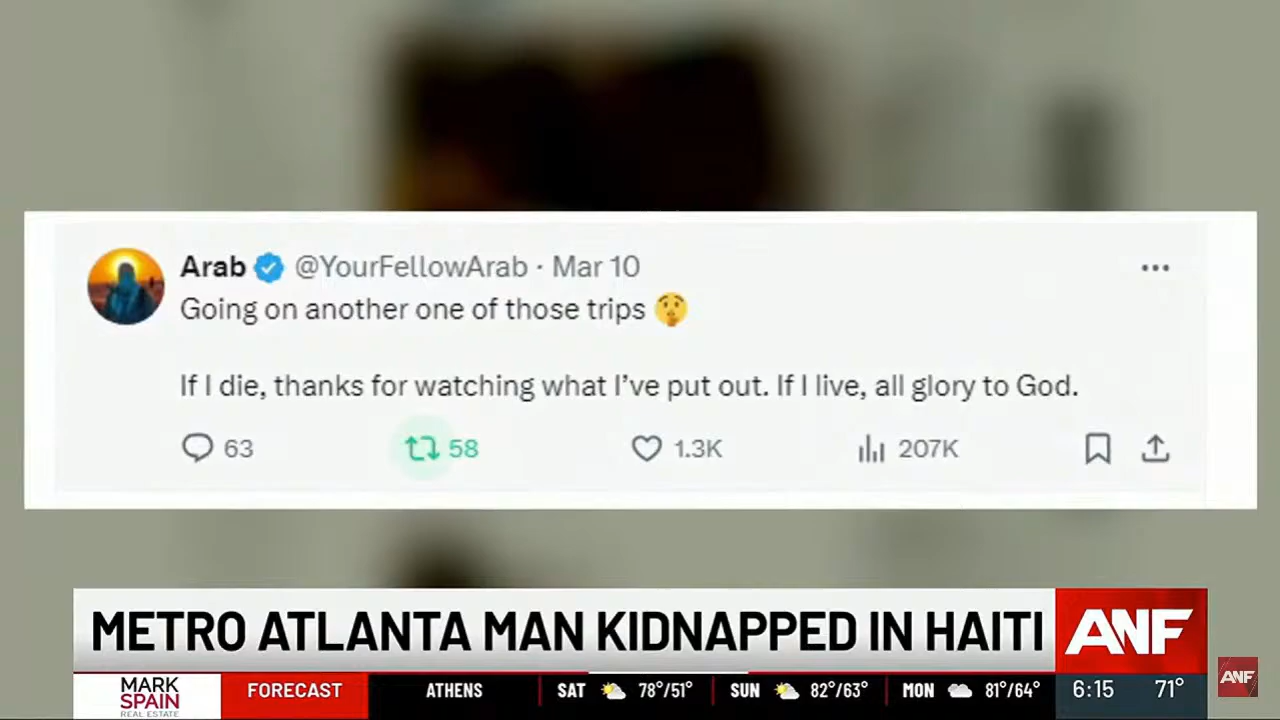 Arab @YourFellowArab · Mar 10
Going on another one of those trips 🤫
If I die, thanks for watching what I’ve put out. If I live, all glory to God.
63 58 1.3K 207K
METRO ATLANTA MAN KIDNAPPED IN HAITI
ANF
MARK
SPAIN
REAL ESTATE
FORECAST ATHENS SAT 78°/51° SUN 82°/63° MON 81°/64° 6:15 71°
ANF